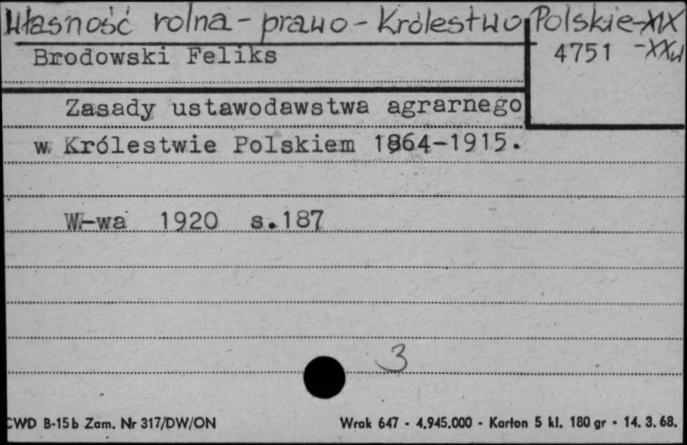 Własność rolna - prawo - Królestwo Polskie - XIX - XXw
Brodowski Feliks
4751
Zasady ustawodawstwa agrarnego
w Królestwie Polskiem 1864-1915.
W-wa 1920 s.187
3
CWD B-15b Zam. Nr 317/DW/ON
Wrak 647 - 4.945.000 - Karton 5 kl. 180 gr - 14. 3. 68.